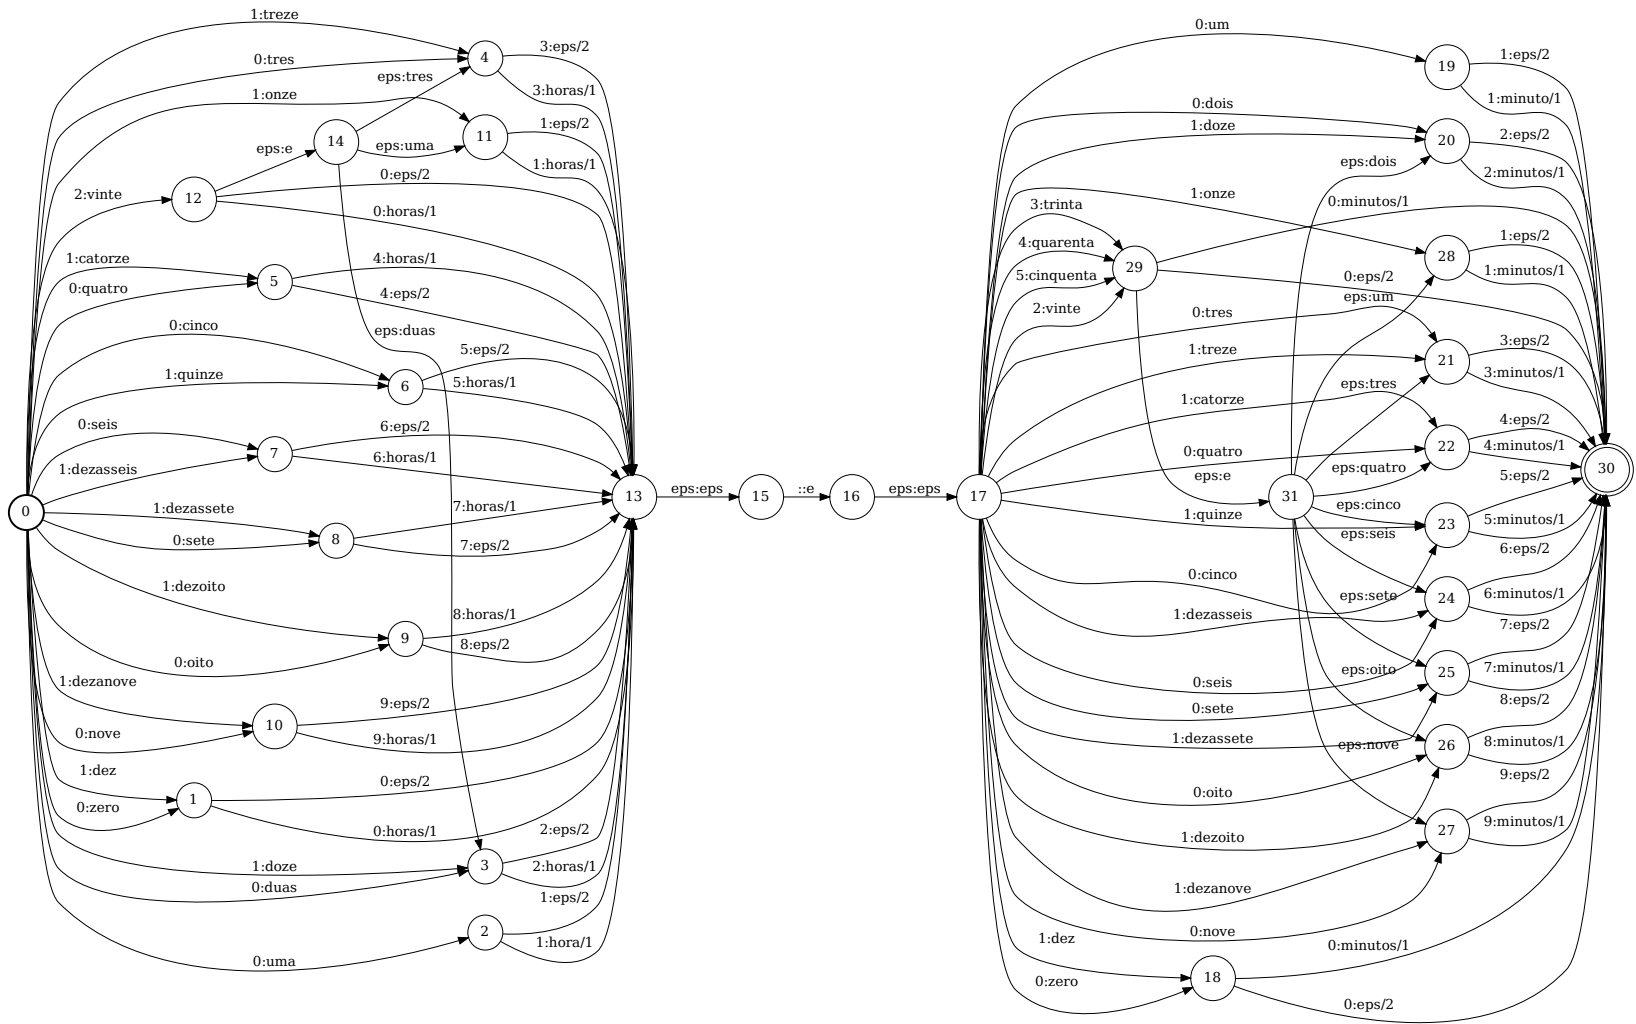 1:treze
0:tres
1:onze
2:vinte
1:catorze
0:quatro
0:cinco
1:quinze
0:seis
1:dezasseis
1:dezassete
0:sete
1:dezoito
0:oito
1:dezanove
0:nove
1:dez
0:zero
1:doze
0:duas
0:uma
0
12
14
4
11
5
6
7
8
9
10
1
3
2
eps:e
eps:tres
eps:uma
eps:duas
3:eps/2
3:horas/1
1:eps/2
1:horas/1
0:eps/2
0:horas/1
4:horas/1
4:eps/2
5:eps/2
5:horas/1
6:eps/2
6:horas/1
7:horas/1
7:eps/2
8:horas/1
8:eps/2
9:eps/2
9:horas/1
0:eps/2
0:horas/1
2:eps/2
2:horas/1
1:eps/2
1:hora/1
13
eps:eps
15
::e
16
eps:eps
17
0:um
0:dois
1:doze
1:onze
3:trinta
4:quarenta
5:cinquenta
2:vinte
0:tres
1:treze
1:catorze
0:quatro
1:quinze
0:cinco
1:dezasseis
0:seis
0:sete
1:dezassete
0:oito
1:dezoito
1:dezanove
0:nove
1:dez
0:zero
29
eps:e
31
18
eps:dois
0:minutos/1
0:eps/2
eps:um
eps:tres
eps:quatro
eps:cinco
eps:seis
eps:sete
eps:oito
eps:nove
0:minutos/1
0:eps/2
19
20
28
21
22
23
24
25
26
27
1:eps/2
1:minuto/1
2:eps/2
2:minutos/1
1:eps/2
1:minutos/1
3:eps/2
3:minutos/1
4:eps/2
4:minutos/1
5:eps/2
5:minutos/1
6:eps/2
6:minutos/1
7:eps/2
7:minutos/1
8:eps/2
8:minutos/1
9:eps/2
9:minutos/1
30